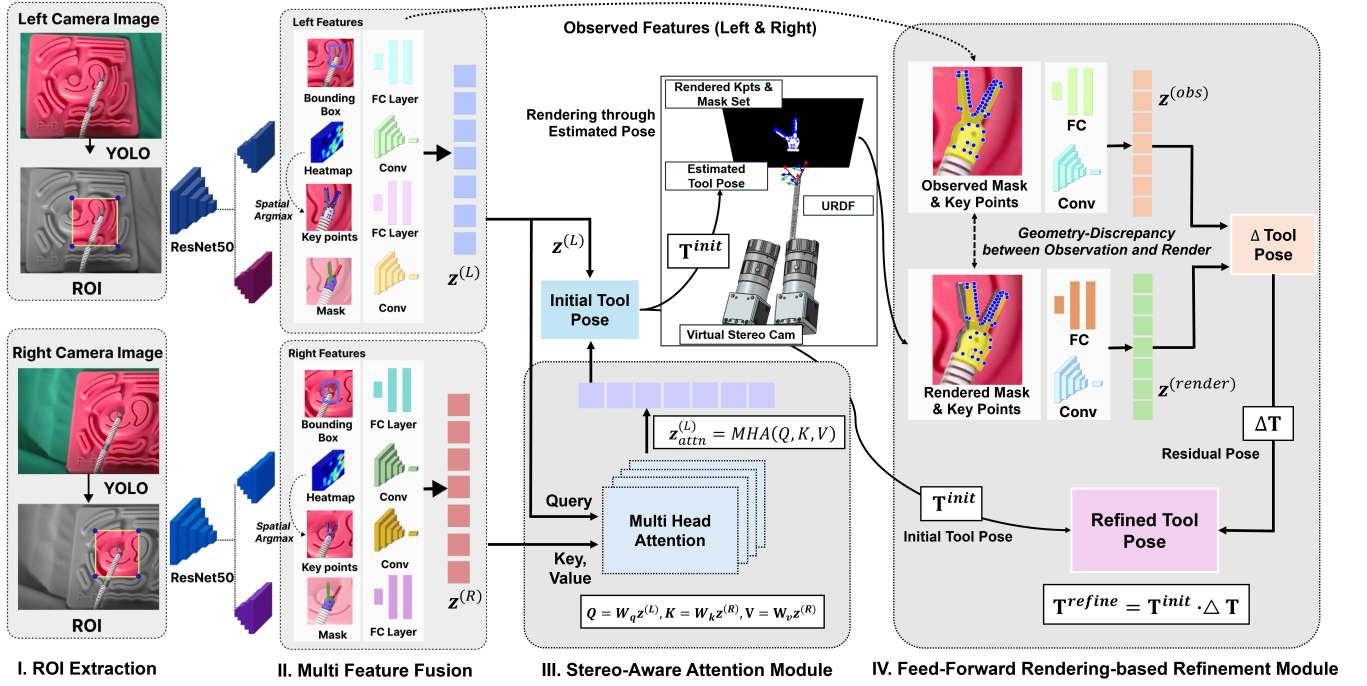 Left Camera Image
YOLO
ROI
Right Camera Image
YOLO
ROI
I. ROI Extraction
ResNet50
ResNet50
Left Features
Bounding
Box
FC Layer
Heatmap
Conv
Spatial
Argmax
Key points
FC Layer
Mask
Conv
z^(L)
Right Features
Bounding
Box
FC Layer
Heatmap
Conv
Spatial
Argmax
Key points
Conv
Mask
FC Layer
z^(R)
II. Multi Feature Fusion
Observed Features (Left & Right)
Rendering through
Estimated Pose
Rendered Kpts &
Mask Set
Estimated
Tool Pose
URDF
T^init
Virtual Stereo Cam
z^(L)
Initial Tool
Pose
z_attn^(L) = MHA(Q, K, V)
Query
Multi Head
Attention
Key,
Value
Q = W_q z^(L), K = W_k z^(R), V = W_v z^(R)
III. Stereo-Aware Attention Module
Observed Mask
& Key Points
FC
Conv
z^(obs)
Geometry-Discrepancy
between Observation and Render
Δ Tool
Pose
Rendered Mask
& Key Points
FC
Conv
z^(render)
ΔT
Residual Pose
T^init
Initial Tool Pose
Refined Tool
Pose
T^refine = T^init · △ T
IV. Feed-Forward Rendering-based Refinement Module